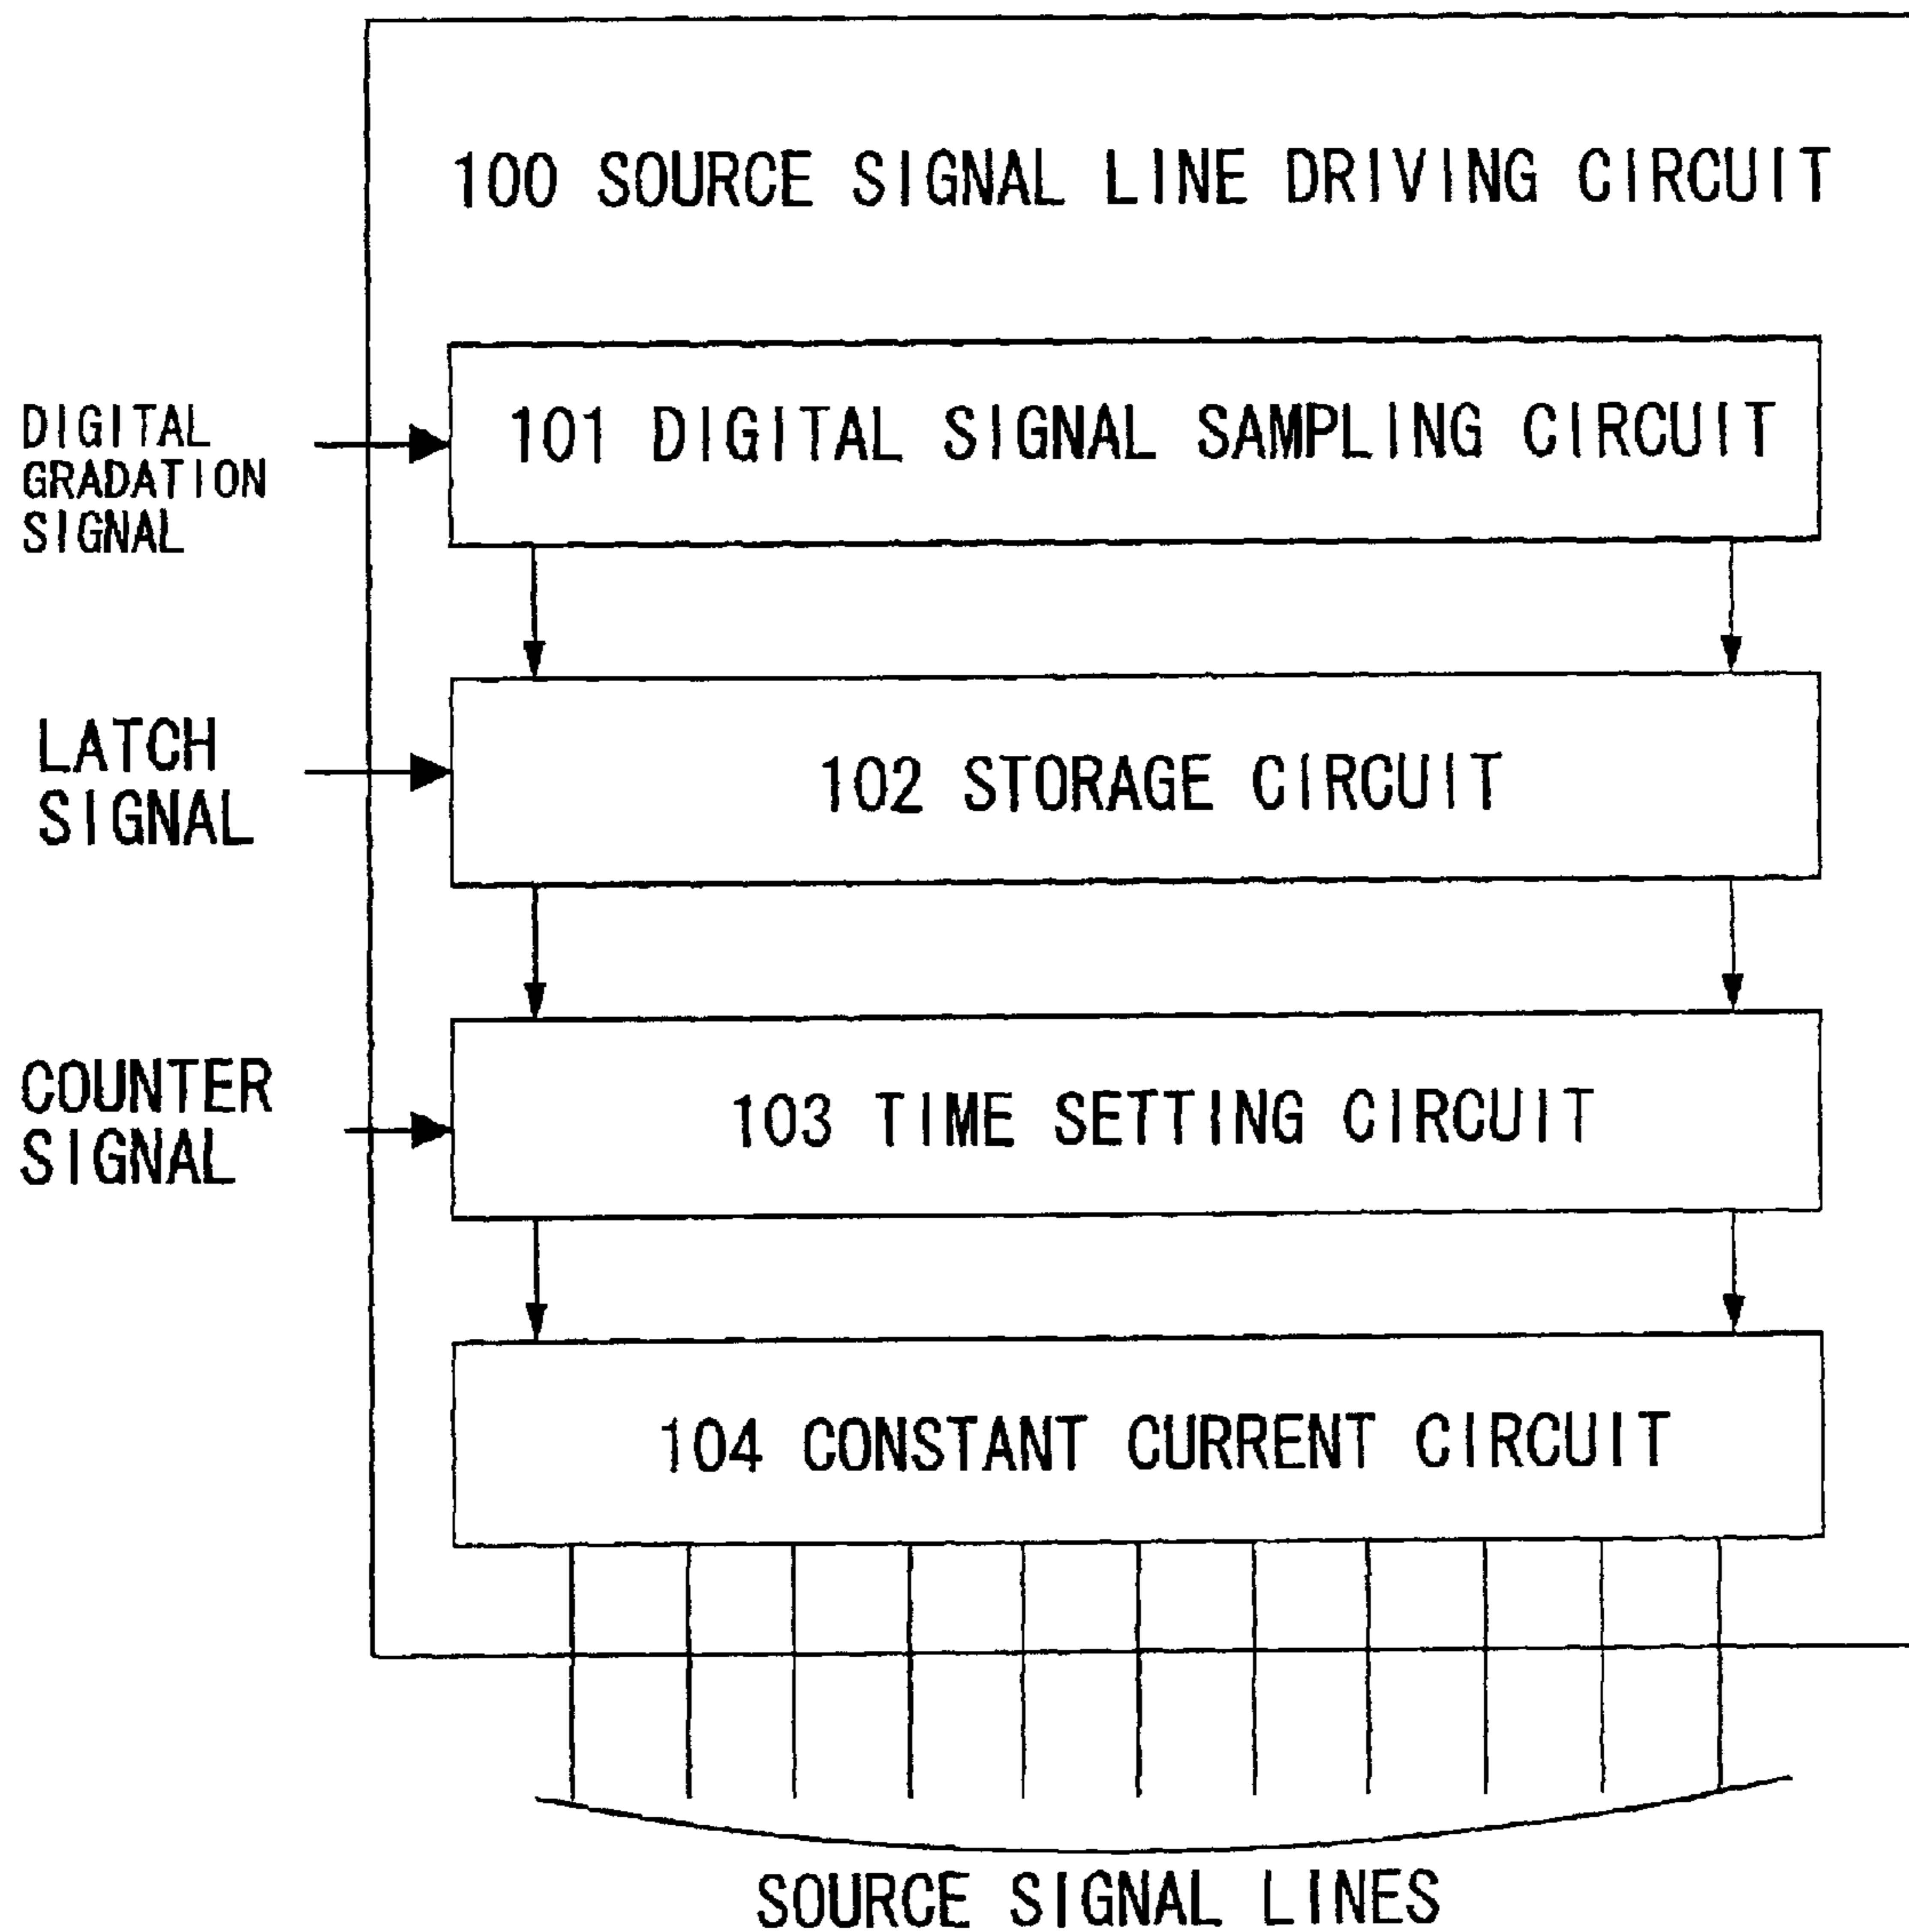 100 SOURCE SIGNAL LINE DRIVING CIRCUIT
DIGITAL
GRADATION
SIGNAL
101 DIGITAL SIGNAL SAMPLING CIRCUIT
LATCH
SIGNAL
102 STORAGE CIRCUIT
COUNTER
SIGNAL
103 TIME SETTING CIRCUIT
104 CONSTANT CURRENT CIRCUIT
SOURCE SIGNAL LINES